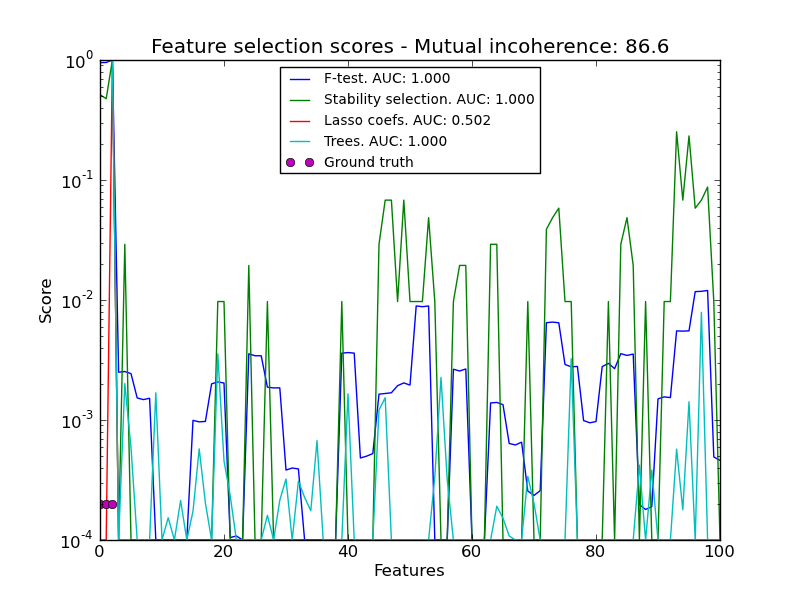 Feature selection scores - Mutual incoherence: 86.6
10^0
F-test. AUC: 1.000
Stability selection. AUC: 1.000
Lasso coefs. AUC: 0.502
Trees. AUC: 1.000
Ground truth
10^-1
10^-2
10^-3
10^-4
Score
0 20 40 60 80 100
Features